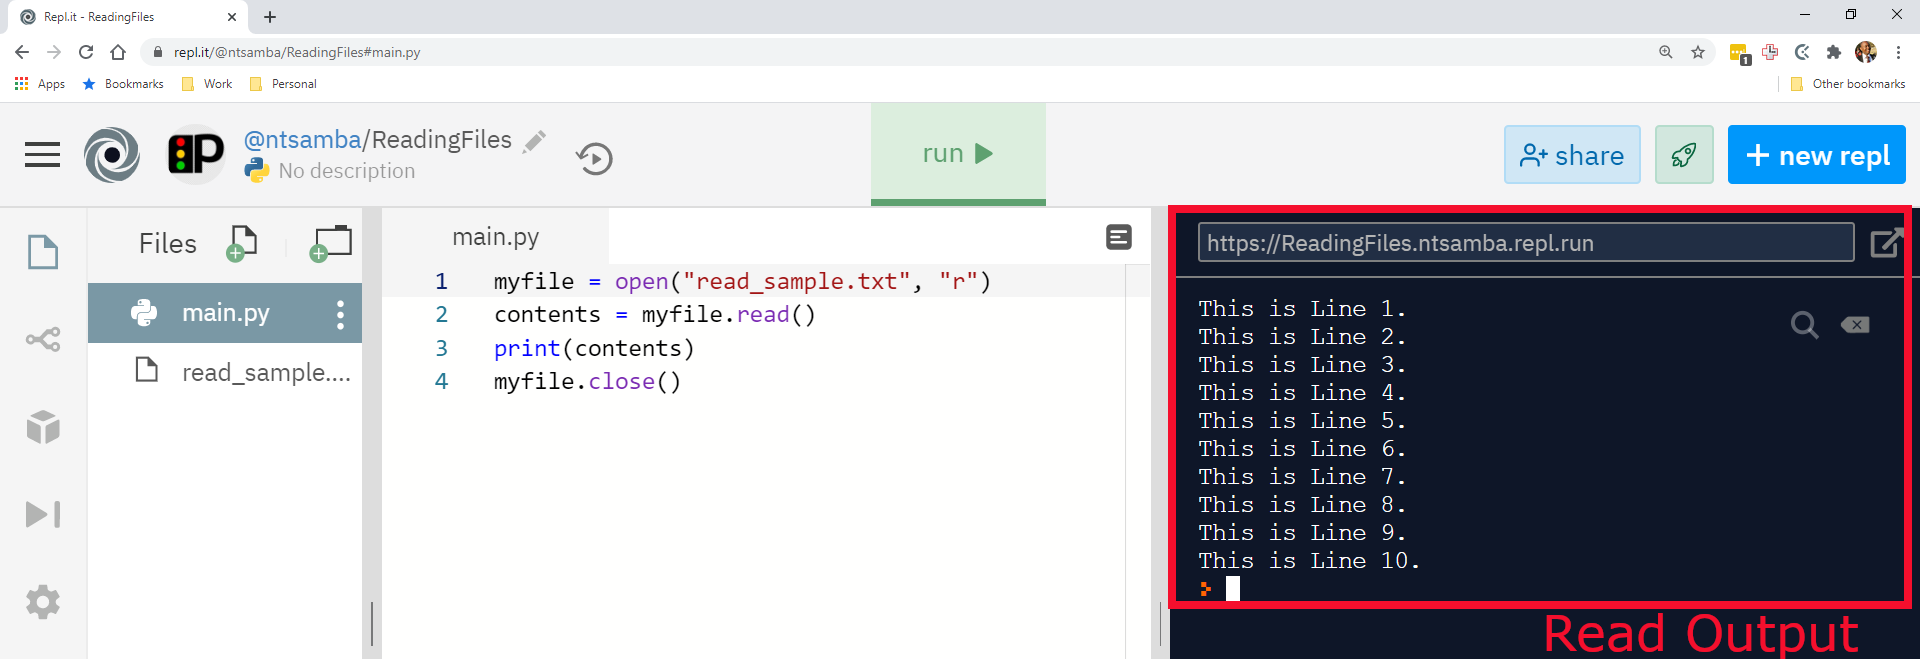 Repl.it - ReadingFiles
repl.it/@ntsamba/ReadingFiles#main.py
1
Apps Bookmarks Work Personal Other bookmarks
P @ntsamba/ReadingFiles
No description
run
share
+ new repl
Files
main.py
read_sample....
main.py
1 myfile = open("read_sample.txt", "r")
2 contents = myfile.read()
3 print(contents)
4 myfile.close()
https://ReadingFiles.ntsamba.repl.run
This is Line 1.
This is Line 2.
This is Line 3.
This is Line 4.
This is Line 5.
This is Line 6.
This is Line 7.
This is Line 8.
This is Line 9.
This is Line 10.
Read Output